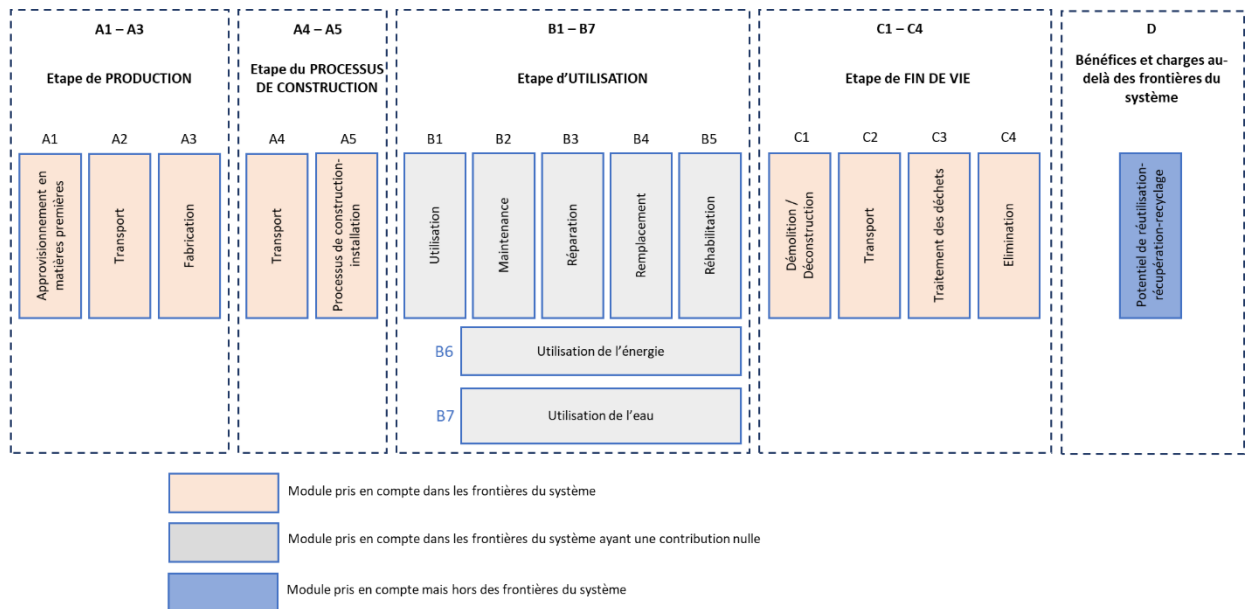 A1 – A3
Etape de PRODUCTION
A1
A2
A3
Approvisionnement en
matières premières
Transport
Fabrication
A4 – A5
Etape du PROCESSUS
DE CONSTRUCTION
A4
A5
Transport
Processus de construction-
installation
B1 – B7
Etape d’UTILISATION
B1
B2
B3
B4
B5
Utilisation
Maintenance
Réparation
Remplacement
Réhabilitation
B6
Utilisation de l’énergie
B7
Utilisation de l’eau
C1 – C4
Etape de FIN DE VIE
C1
C2
C3
C4
Démolition /
Déconstruction
Transport
Traitement des déchets
Elimination
D
Bénéfices et charges au-
delà des frontières du
système
Potentiel de réutilisation-
récupération-recyclage
Module pris en compte dans les frontières du système
Module pris en compte dans les frontières du système ayant une contribution nulle
Module pris en compte mais hors des frontières du système